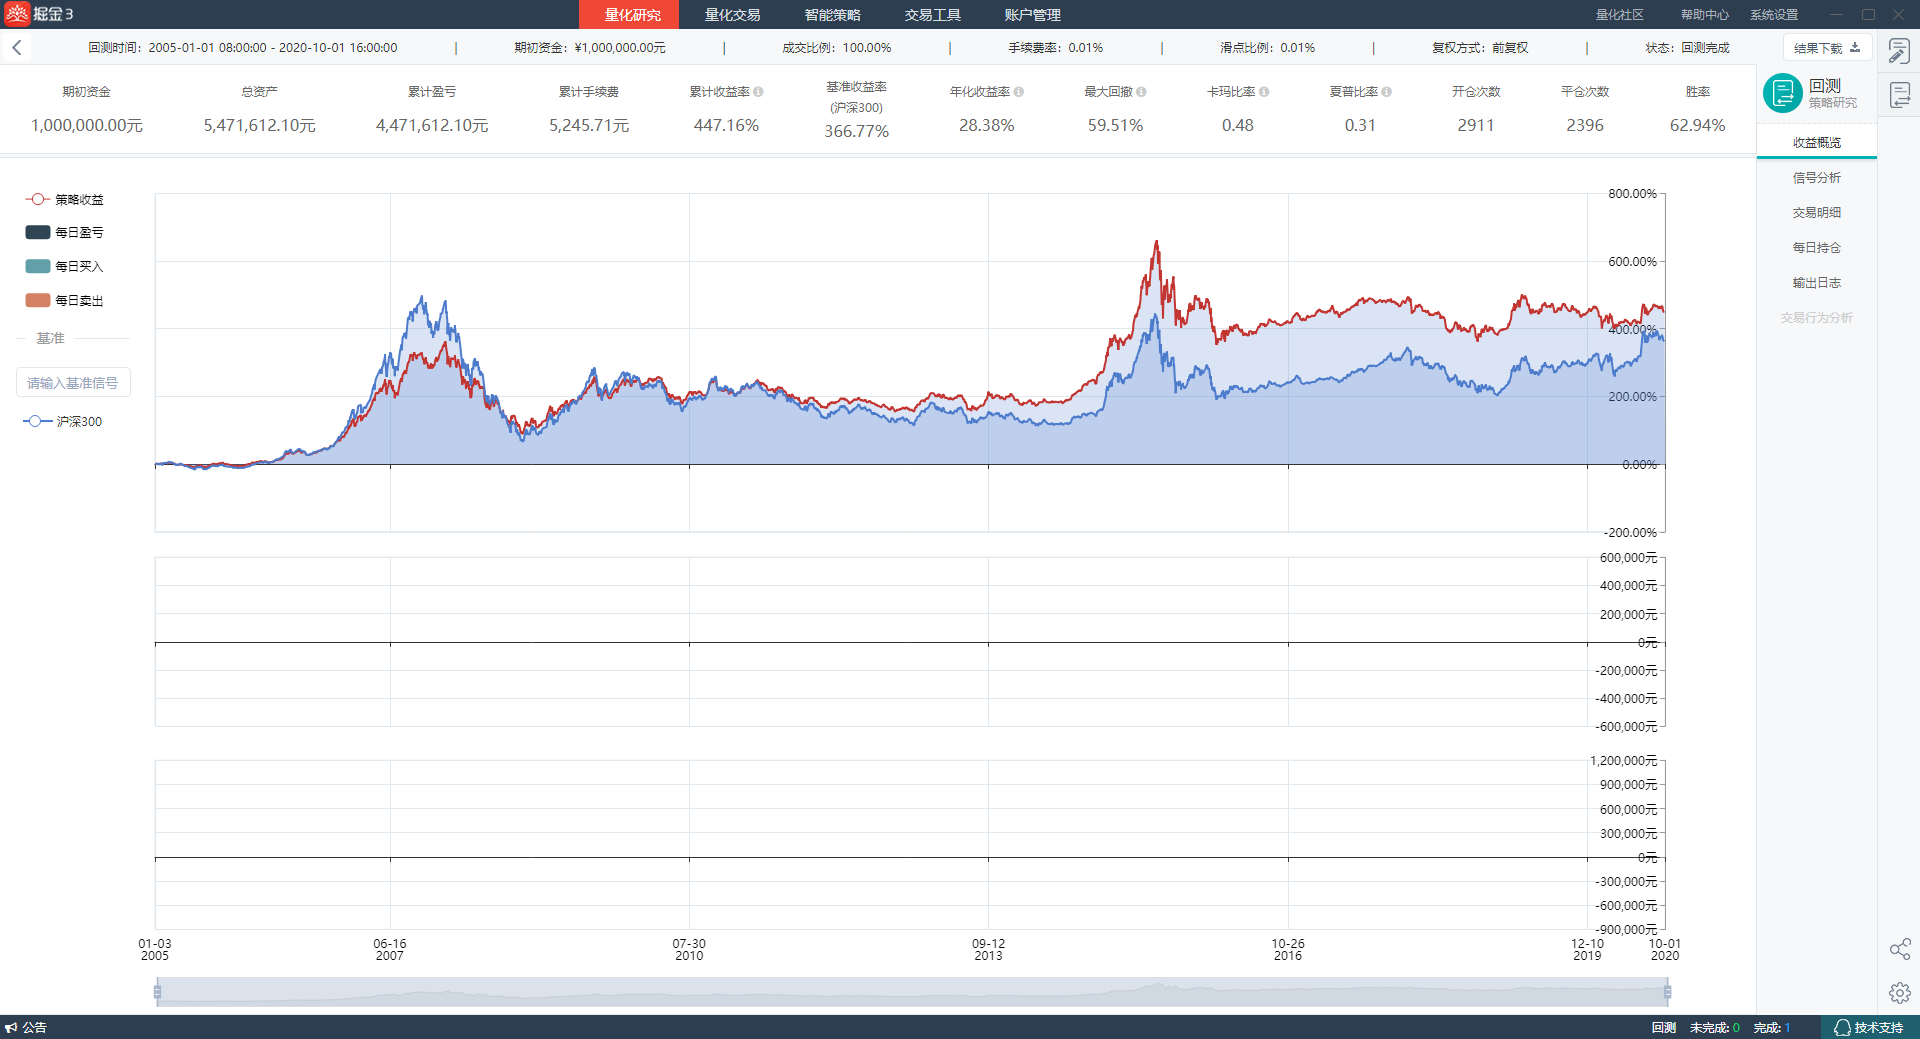 掘金3
量化研究 量化交易 智能策略 交易工具 账户管理 量化社区 帮助中心 系统设置
回测时间：2005-01-01 08:00:00 - 2020-10-01 16:00:00 | 期初资金：¥1,000,000.00元 | 成交比例：100.00% | 手续费率：0.01% | 滑点比例：0.01% | 复权方式：前复权 | 状态：回测完成 结果下载
期初资金 总资产 累计盈亏 累计手续费 累计收益率 基准收益率 年化收益率 最大回撤 卡玛比率 夏普比率 开仓次数 平仓次数 胜率
(沪深300)
1,000,000.00元 5,471,612.10元 4,471,612.10元 5,245.71元 447.16% 366.77% 28.38% 59.51% 0.48 0.31 2911 2396 62.94%
回测
策略研究
收益概览
信号分析
交易明细
每日持仓
输出日志
交易行为分析
策略收益
每日盈亏
每日买入
每日卖出
基准
请输入基准信号
沪深300
800.00%
600.00%
400.00%
200.00%
0.00%
-200.00%
600,000元
400,000元
200,000元
0元
-200,000元
-400,000元
-600,000元
1,200,000元
900,000元
600,000元
300,000元
0元
-300,000元
-600,000元
-900,000元
01-03 06-16 07-30 09-12 10-26 12-10 10-01
2005 2007 2010 2013 2016 2019 2020
公告 回测 未完成: 0 完成: 1 技术支持